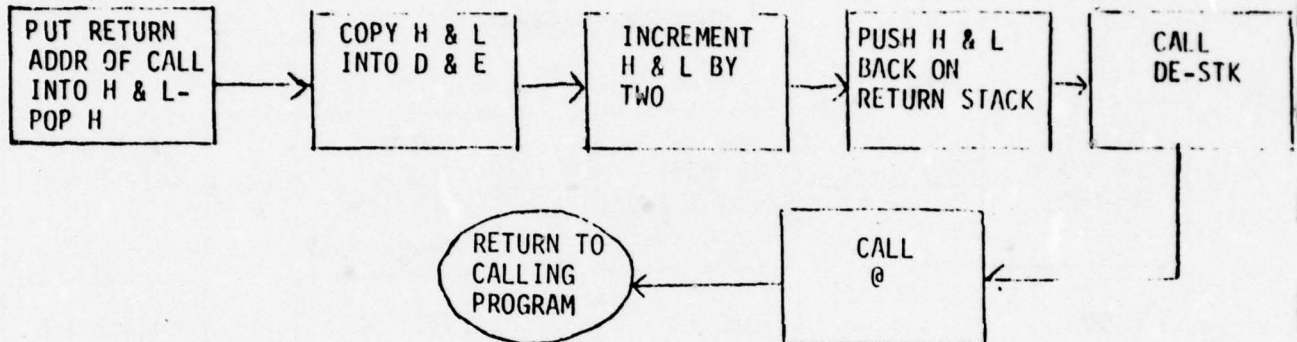 PUT RETURN
ADDR OF CALL
INTO H & L-
POP H
COPY H & L
INTO D & E
INCREMENT
H & L BY
TWO
PUSH H & L
BACK ON
RETURN STACK
CALL
DE-STK
CALL
@
RETURN TO
CALLING
PROGRAM